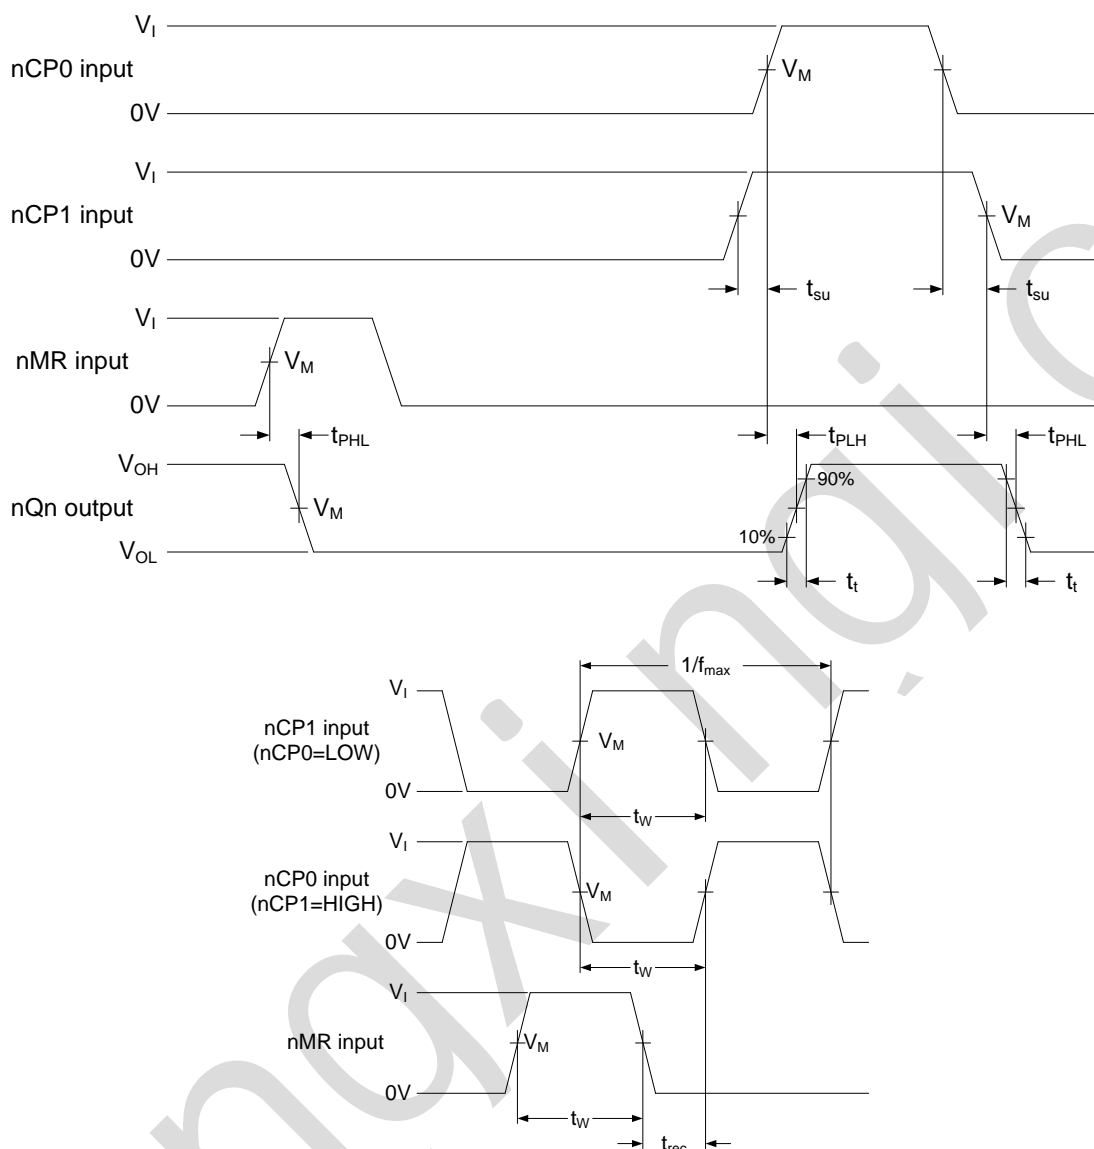 VI
nCP0 input
VM
0V
VI
nCP1 input
VM
0V
tsu
tsu
VI
nMR input
VM
0V
tPHL
tPLH
tPHL
VOH
90%
nQn output
VM
10%
VOL
tt
tt
1/fmax
VI
nCP1 input
(nCP0=LOW)
VM
0V
tW
VI
nCP0 input
(nCP1=HIGH)
VM
0V
tW
VI
nMR input
VM
0V
tW
trec